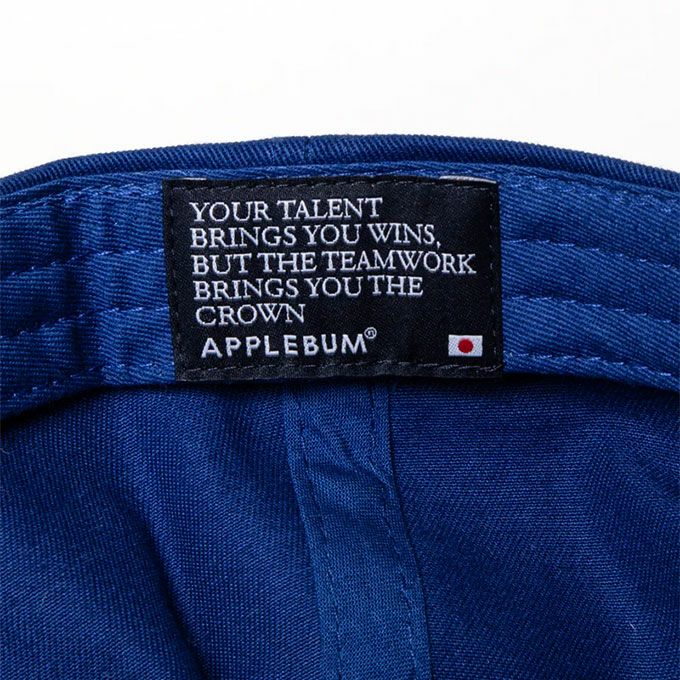 YOUR TALENT
BRINGS YOU WINS,
BUT THE TEAMWORK
BRINGS YOU THE
CROWN
APPLEBUM®